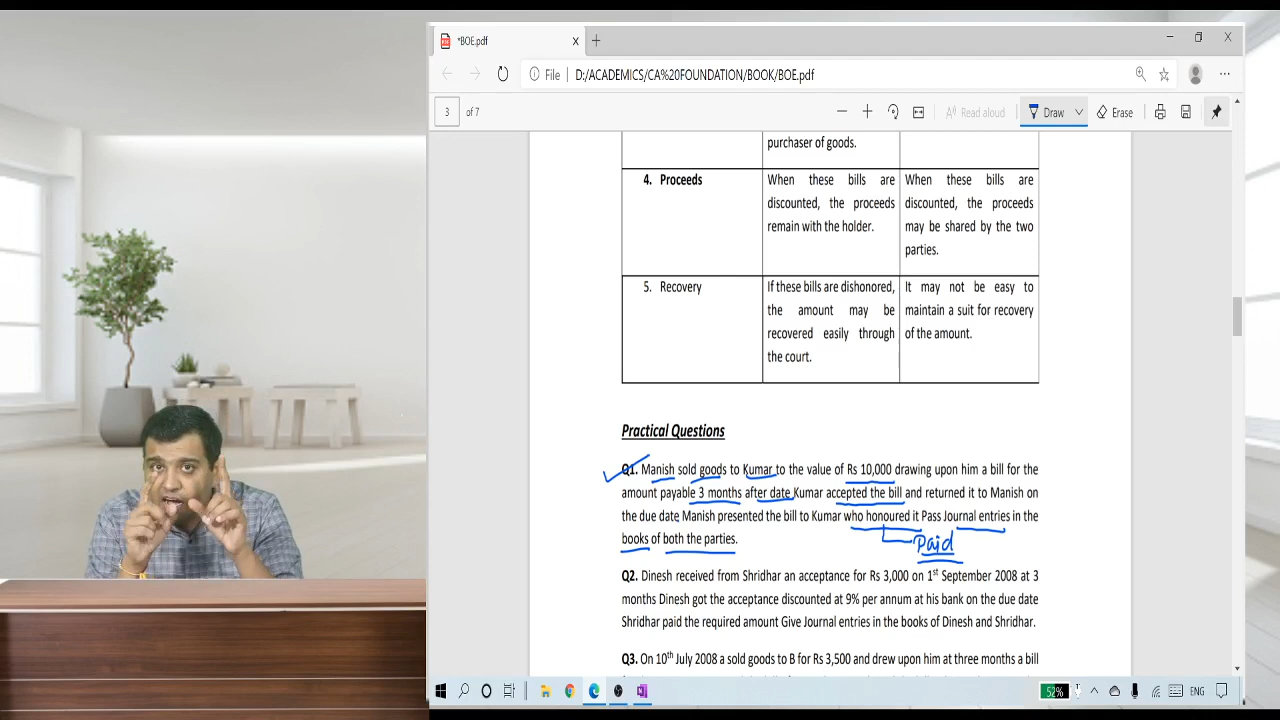 *BOE.pdf
File | D:/ACADEMICS/CA%20FOUNDATION/BOOK/BOE.pdf
3 of 7
Read aloud
Draw
Erase
purchaser of goods.
4. Proceeds
When these bills are
discounted, the proceeds
remain with the holder.
When these bills are
discounted, the proceeds
may be shared by the two
parties.
5. Recovery
If these bills are dishonored,
the amount may be
recovered easily through
the court.
It may not be easy to
maintain a suit for recovery
of the amount.
Practical Questions
Q1. Manish sold goods to Kumar to the value of Rs 10,000 drawing upon him a bill for the
amount payable 3 months after date Kumar accepted the bill and returned it to Manish on
the due date Manish presented the bill to Kumar who honoured it Pass Journal entries in the
books of both the parties.
Paid
Q2. Dinesh received from Shridhar an acceptance for Rs 3,000 on 1st September 2008 at 3
months Dinesh got the acceptance discounted at 9% per annum at his bank on the due date
Shridhar paid the required amount Give Journal entries in the books of Dinesh and Shridhar.
Q3. On 10th July 2008 a sold goods to B for Rs 3,500 and drew upon him at three months a bill
52%
ENG